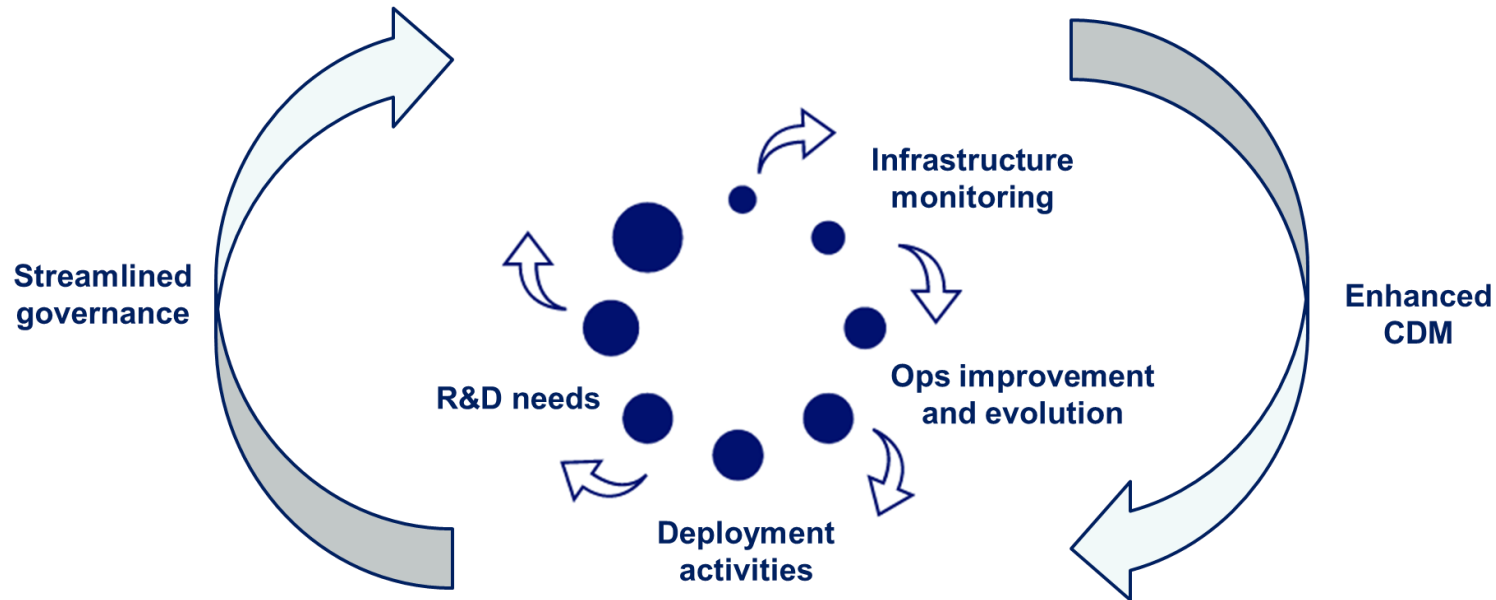 Infrastructure
monitoring
Streamlined
governance
Enhanced
CDM
Ops improvement
and evolution
R&D needs
Deployment
activities